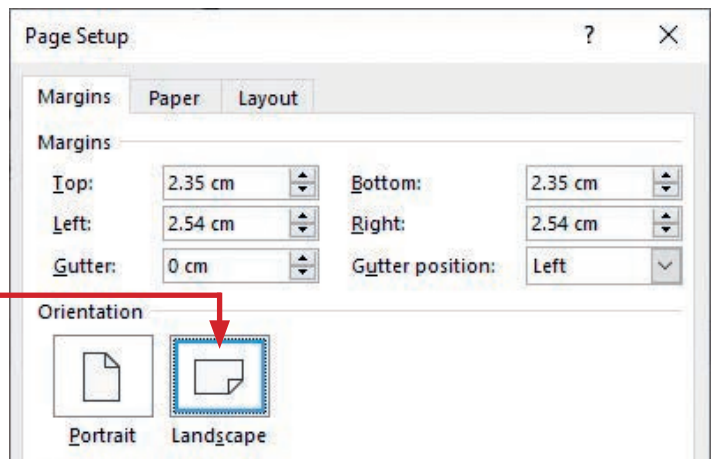 Page Setup ? ×
Margins Paper Layout
Margins
Top: 2.35 cm Bottom: 2.35 cm
Left: 2.54 cm Right: 2.54 cm
Gutter: 0 cm Gutter position: Left
Orientation
Portrait Landscape